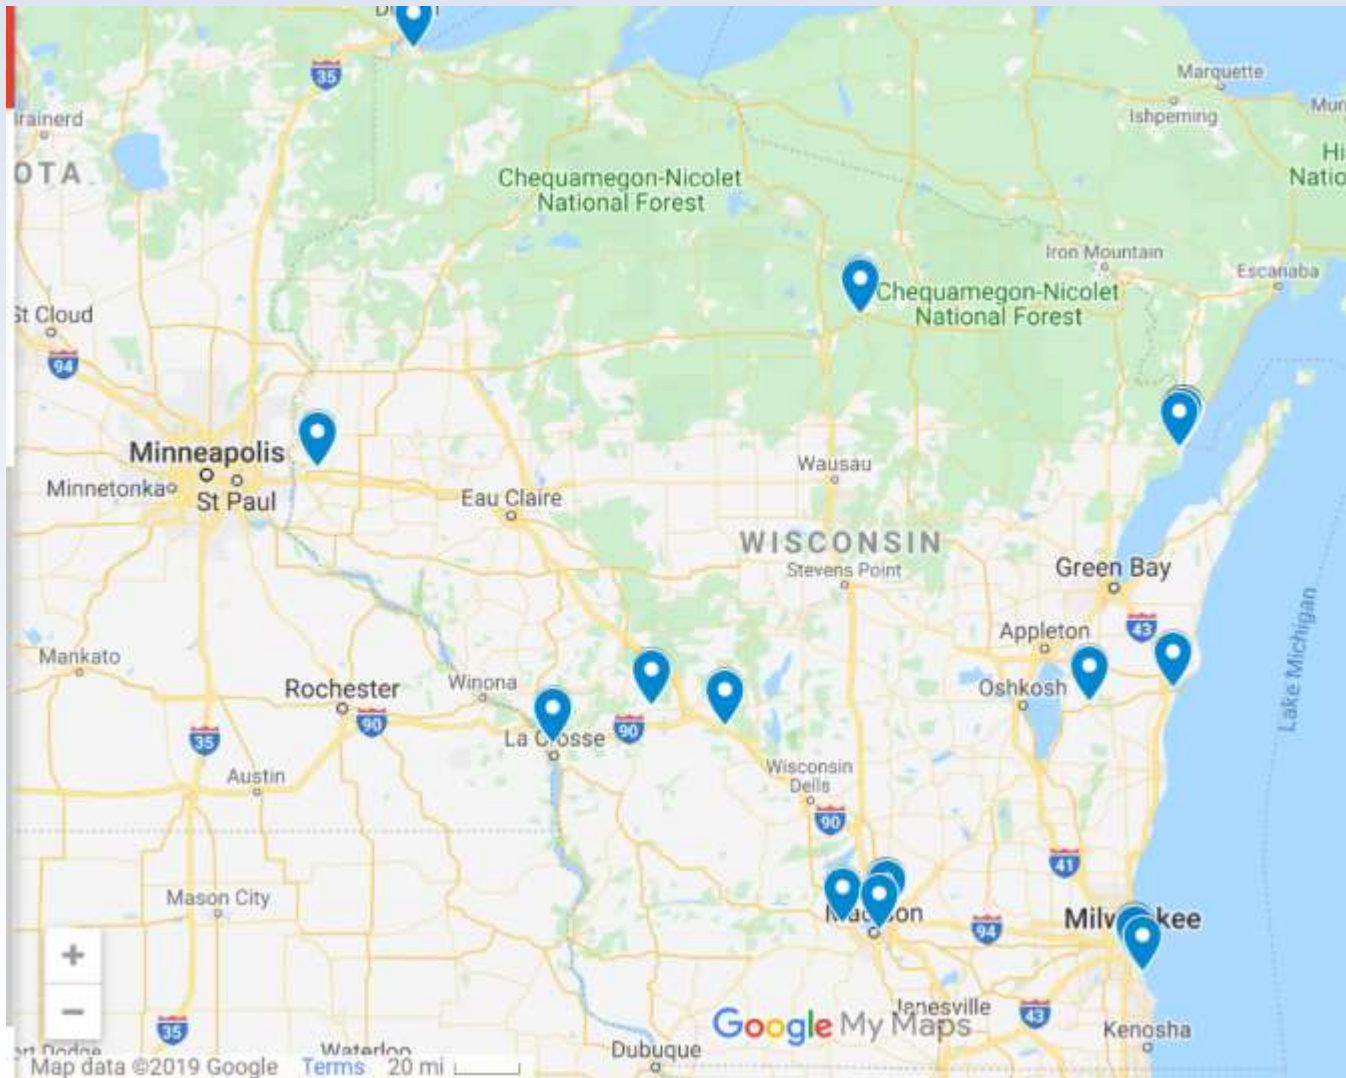 35
Marquette
Ishpeming
Chequamegon-Nicolet
National Forest
Iron Mountain
Escanaba
Chequamegon-Nicolet
National Forest
St Cloud
94
Minneapolis
Minnetonka
St Paul
Eau Claire
Wausau
WISCONSIN
Stevens Point
Green Bay
43
Appleton
Oshkosh
Lake Michigan
Mankato
Rochester
90
Winona
La Crosse
90
35
Austin
Wisconsin
Dells
90
41
Mason City
94
Kenosha
Janesville
43
35
Google My Maps
Waterloo
Dubuque
Map data ©2019 Google
Terms
20 mi